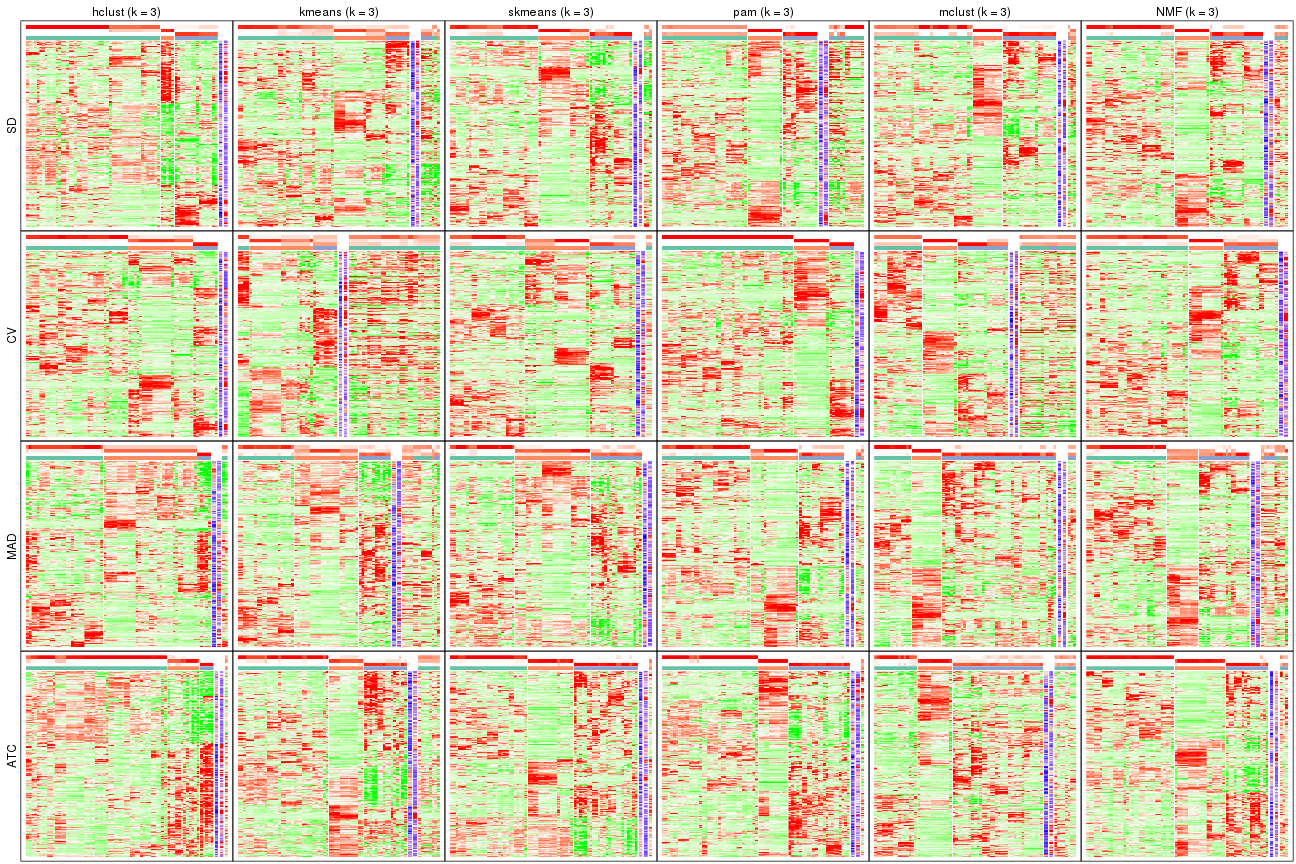 hclust (k = 3)
kmeans (k = 3)
skmeans (k = 3)
pam (k = 3)
mclust (k = 3)
NMF (k = 3)
SD
CV
MAD
ATC